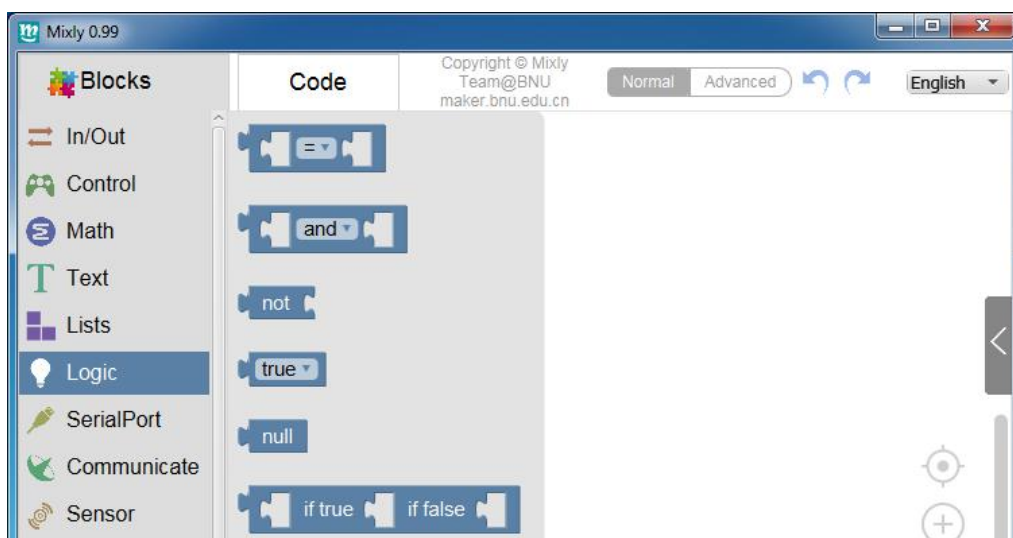 Mixly 0.99
Blocks
Code
Copyright © Mixly
Team@BNU
maker.bnu.edu.cn
Normal
Advanced
English
In/Out
Control
Math
Text
Lists
Logic
SerialPort
Communicate
Sensor
=
and
not
true
null
if true if false